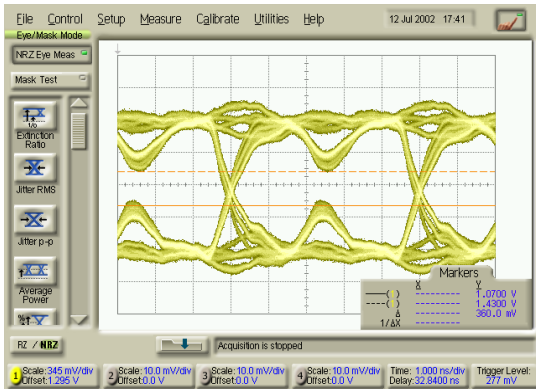 File Control Setup Measure Calibrate Utilities Help 12 Jul 2002 17:41
Eye/Mask Mode
NRZ Eye Meas
Mask Test
Extinction
Ratio
Jitter RMS
Jitter p-p
Average
Power
Markers
X Y
1.0700 V
1.4300 V
Δ 360.0 mV
1/ΔX
RZ / NRZ
Acquisition is stopped
1 Scale:345 mV/div
Offset:1.295 V
2 Scale:10.0 mV/div
Offset:0.0 V
3 Scale:10.0 mV/div
Offset:0.0 V
4 Scale:10.0 mV/div
Offset:0.0 V
Time: 1.000 ns/div
Delay:32.8400 ns
Trigger Level:
277 mV